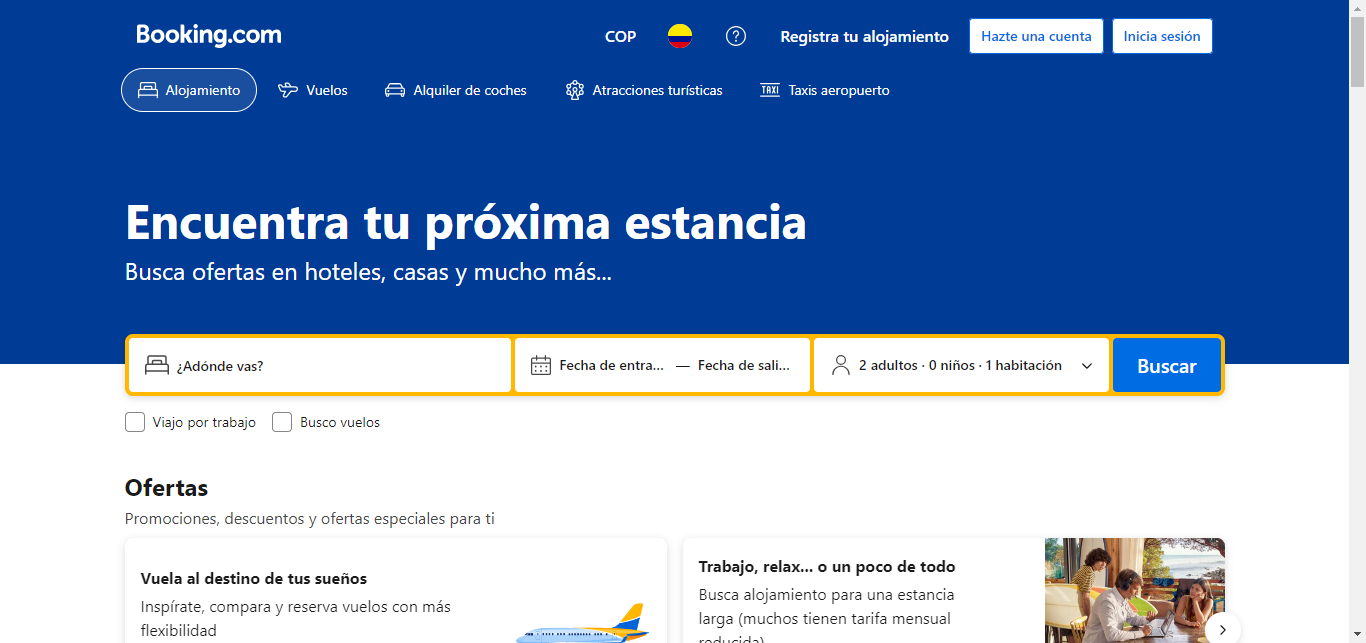 Booking.com
COP
Registra tu alojamiento
Hazte una cuenta
Inicia sesión
Alojamiento
Vuelos
Alquiler de coches
Atracciones turísticas
TAXI
Taxis aeropuerto
Encuentra tu próxima estancia
Busca ofertas en hoteles, casas y mucho más...
¿Adónde vas?
Fecha de entra... — Fecha de sali...
2 adultos · 0 niños · 1 habitación
Buscar
Viajo por trabajo
Busco vuelos
Ofertas
Promociones, descuentos y ofertas especiales para ti
Vuela al destino de tus sueños
Inspírate, compara y reserva vuelos con más
flexibilidad
Trabajo, relax... o un poco de todo
Busca alojamiento para una estancia
larga (muchos tienen tarifa mensual
reducida)